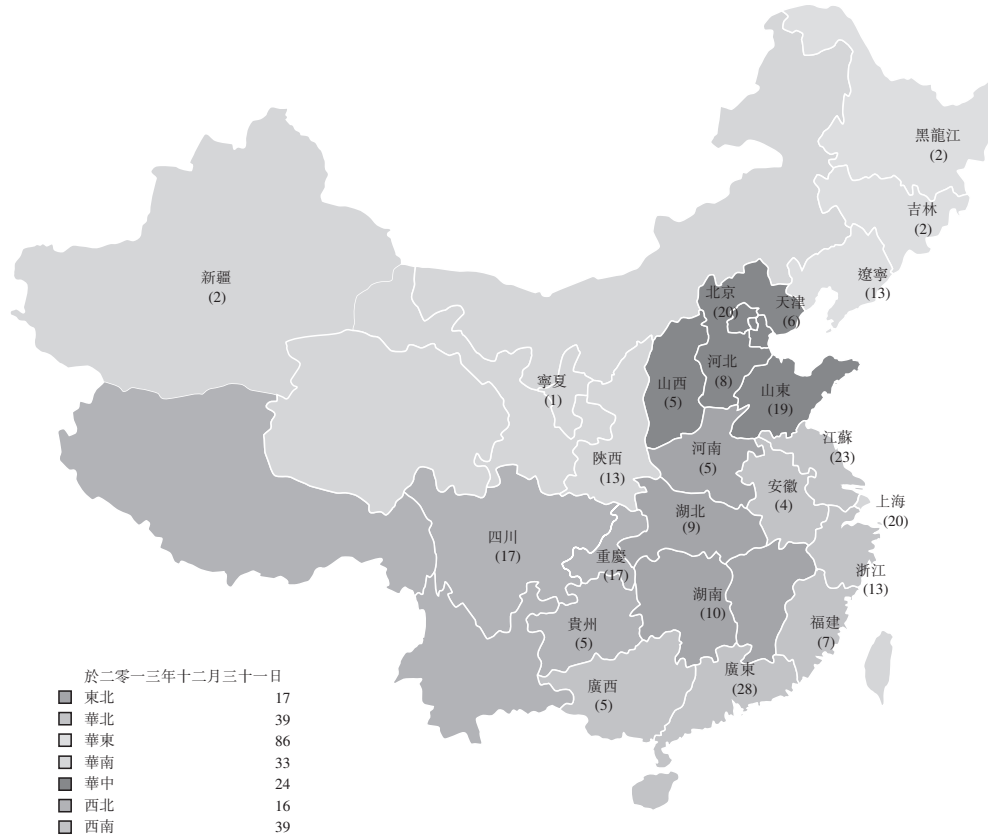 黑龍江
(2)
吉林
(2)
遼寧
(13)
新疆
(2)
北京
(20)
天津
(6)
河北
(8)
山西
(5)
山東
(19)
寧夏
(1)
江蘇
(23)
河南
(5)
陝西
(13)
安徽
(4)
上海
(20)
湖北
(9)
四川
(17)
重慶
(17)
浙江
(13)
湖南
(10)
貴州
(5)
福建
(7)
廣東
(28)
廣西
(5)
於二零一三年十二月三十一日
東北 17
華北 39
華東 86
華南 33
華中 24
西北 16
西南 39